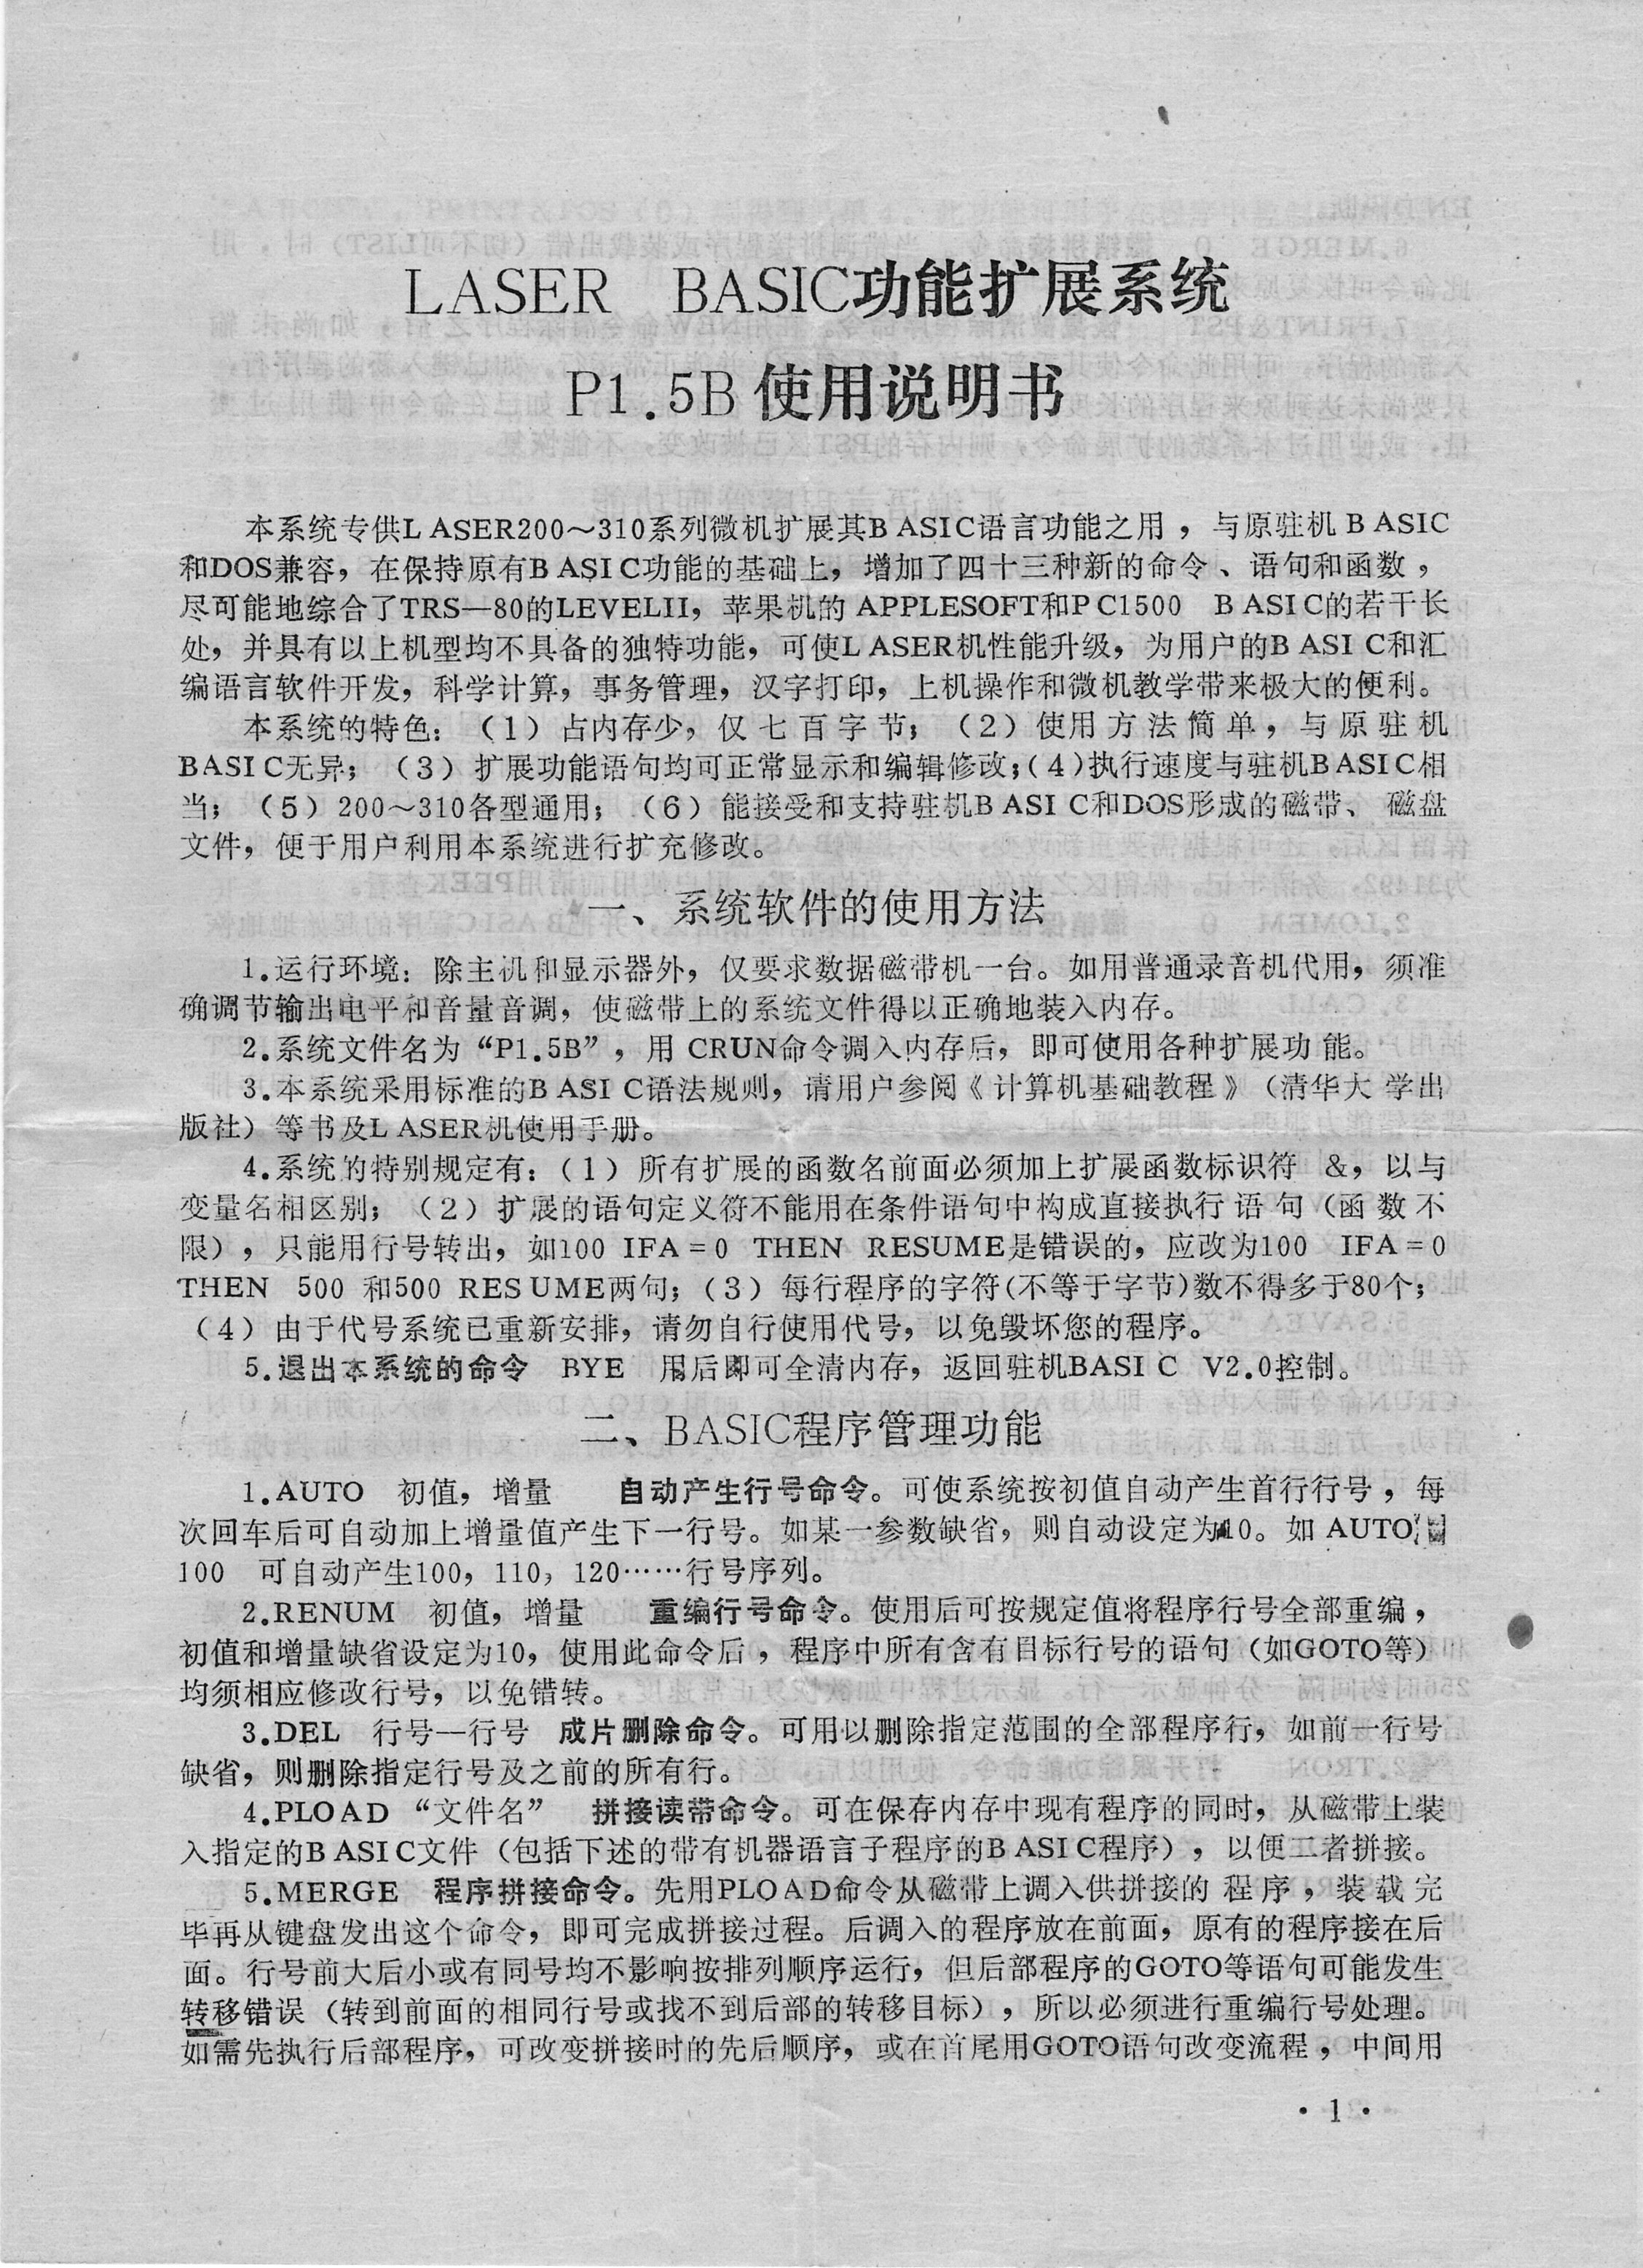 LASER BASIC功能扩展系统
P1.5B 使用说明书
本系统专供LASER200～310系列微机扩展其BASIC语言功能之用，与原驻机BASIC
和DOS兼容，在保持原有BASIC功能的基础上，增加了四十三种新的命令、语句和函数，
尽可能地综合了TRS—80的LEVELII，苹果机的APPLESOFT和PC1500 BASIC的若干长
处，并具有以上机型均不具备的独特功能，可使LASER机性能升级，为用户的BASIC和汇
编语言软件开发，科学计算，事务管理，汉字打印，上机操作和微机教学带来极大的便利。
本系统的特色：（1）占内存少，仅七百字节；（2）使用方法简单，与原驻机
BASIC无异；（3）扩展功能语句均可正常显示和编辑修改；(4)执行速度与驻机BASIC相
当；（5）200～310各型通用；（6）能接受和支持驻机BASIC和DOS形成的磁带、磁盘
文件，便于用户利用本系统进行扩充修改。
一、系统软件的使用方法
1.运行环境：除主机和显示器外，仅要求数据磁带机一台。如用普通录音机代用，须准
确调节输出电平和音量音调，使磁带上的系统文件得以正确地装入内存。
2.系统文件名为“P1.5B”，用 CRUN命令调入内存后，即可使用各种扩展功能。
3.本系统采用标准的BASIC语法规则，请用户参阅《计算机基础教程》（清华大学出
版社）等书及LASER机使用手册。
4.系统的特别规定有：（1）所有扩展的函数名前面必须加上扩展函数标识符 &，以与
变量名相区别；（2）扩展的语句定义符不能用在条件语句中构成直接执行语句（函数不
限），只能用行号转出，如100 IFA=0 THEN RESUME是错误的，应改为100 IFA=0
THEN 500 和500 RESUME两句；（3）每行程序的字符(不等于字节)数不得多于80个；
（4）由于代号系统已重新安排，请勿自行使用代号，以免毁坏您的程序。
5.退出本系统的命令 BYE 用后即可全清内存，返回驻机BASIC V2.0控制。
二、BASIC程序管理功能
1.AUTO 初值，增量 自动产生行号命令。可使系统按初值自动产生首行行号，每
次回车后可自动加上增量值产生下一行号。如某一参数缺省，则自动设定为10。如 AUTO
100 可自动产生100，110，120……行号序列。
2.RENUM 初值，增量 重编行号命令。使用后可按规定值将程序行号全部重编，
初值和增量缺省设定为10，使用此命令后，程序中所有含有目标行号的语句（如GOTO等）
均须相应修改行号，以免错转。
3.DEL 行号—行号 成片删除命令。可用以删除指定范围的全部程序行，如前一行号
缺省，则删除指定行号及之前的所有行。
4.PLOAD “文件名” 拼接读带命令。可在保存内存中现有程序的同时，从磁带上装
入指定的BASIC文件（包括下述的带有机器语言子程序的BASIC程序），以便二者拼接。
5.MERGE 程序拼接命令。先用PLOAD命令从磁带上调入供拼接的程序，装载完
毕再从键盘发出这个命令，即可完成拼接过程。后调入的程序放在前面，原有的程序接在后
面。行号前大后小或有同号均不影响按排列顺序运行，但后部程序的GOTO等语句可能发生
转移错误（转到前面的相同行号或找不到后部的转移目标），所以必须进行重编行号处理。
如需先执行后部程序，可改变拼接时的先后顺序，或在首尾用GOTO语句改变流程，中间用
·1·